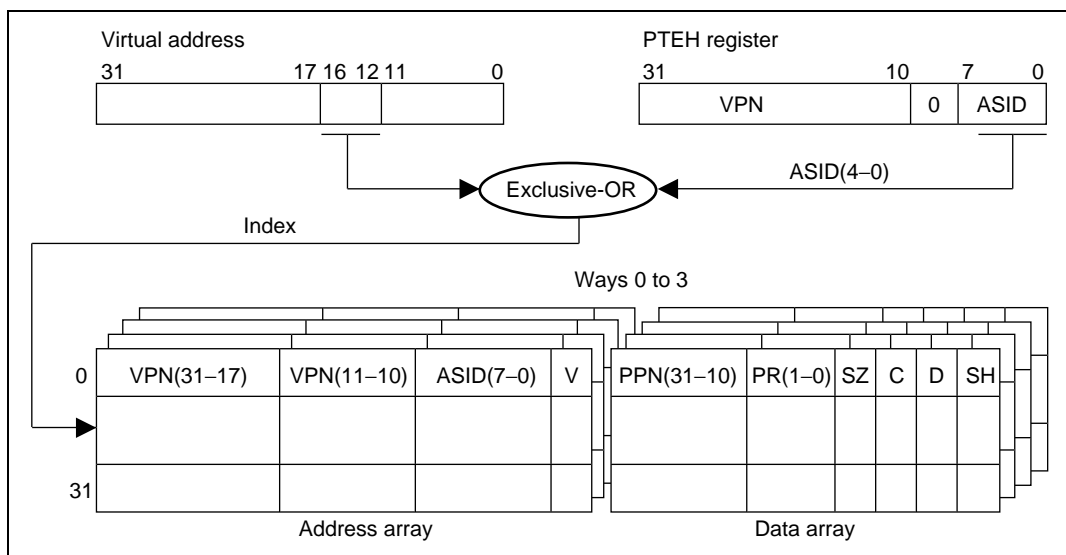 Virtual address
PTEH register
31 17 16 12 11 0
31 10 7 0
VPN 0 ASID
ASID(4–0)
Exclusive-OR
Index
Ways 0 to 3
0 VPN(31–17) VPN(11–10) ASID(7–0) V PPN(31–10) PR(1–0) SZ C D SH
31
Address array
Data array